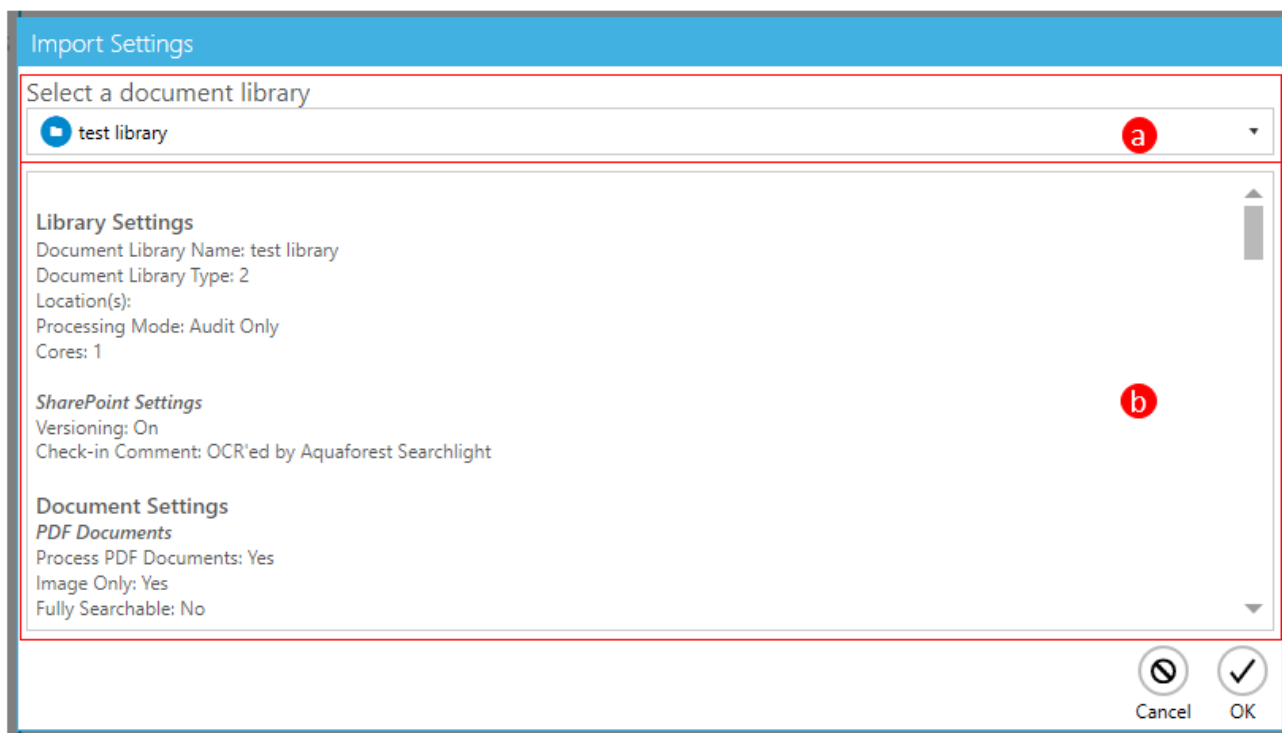 Import Settings
Select a document library
test library
a
Library Settings
Document Library Name: test library
Document Library Type: 2
Location(s):
Processing Mode: Audit Only
Cores: 1
SharePoint Settings
Versioning: On
Check-in Comment: OCR'ed by Aquaforest Searchlight
b
Document Settings
PDF Documents
Process PDF Documents: Yes
Image Only: Yes
Fully Searchable: No
Cancel OK